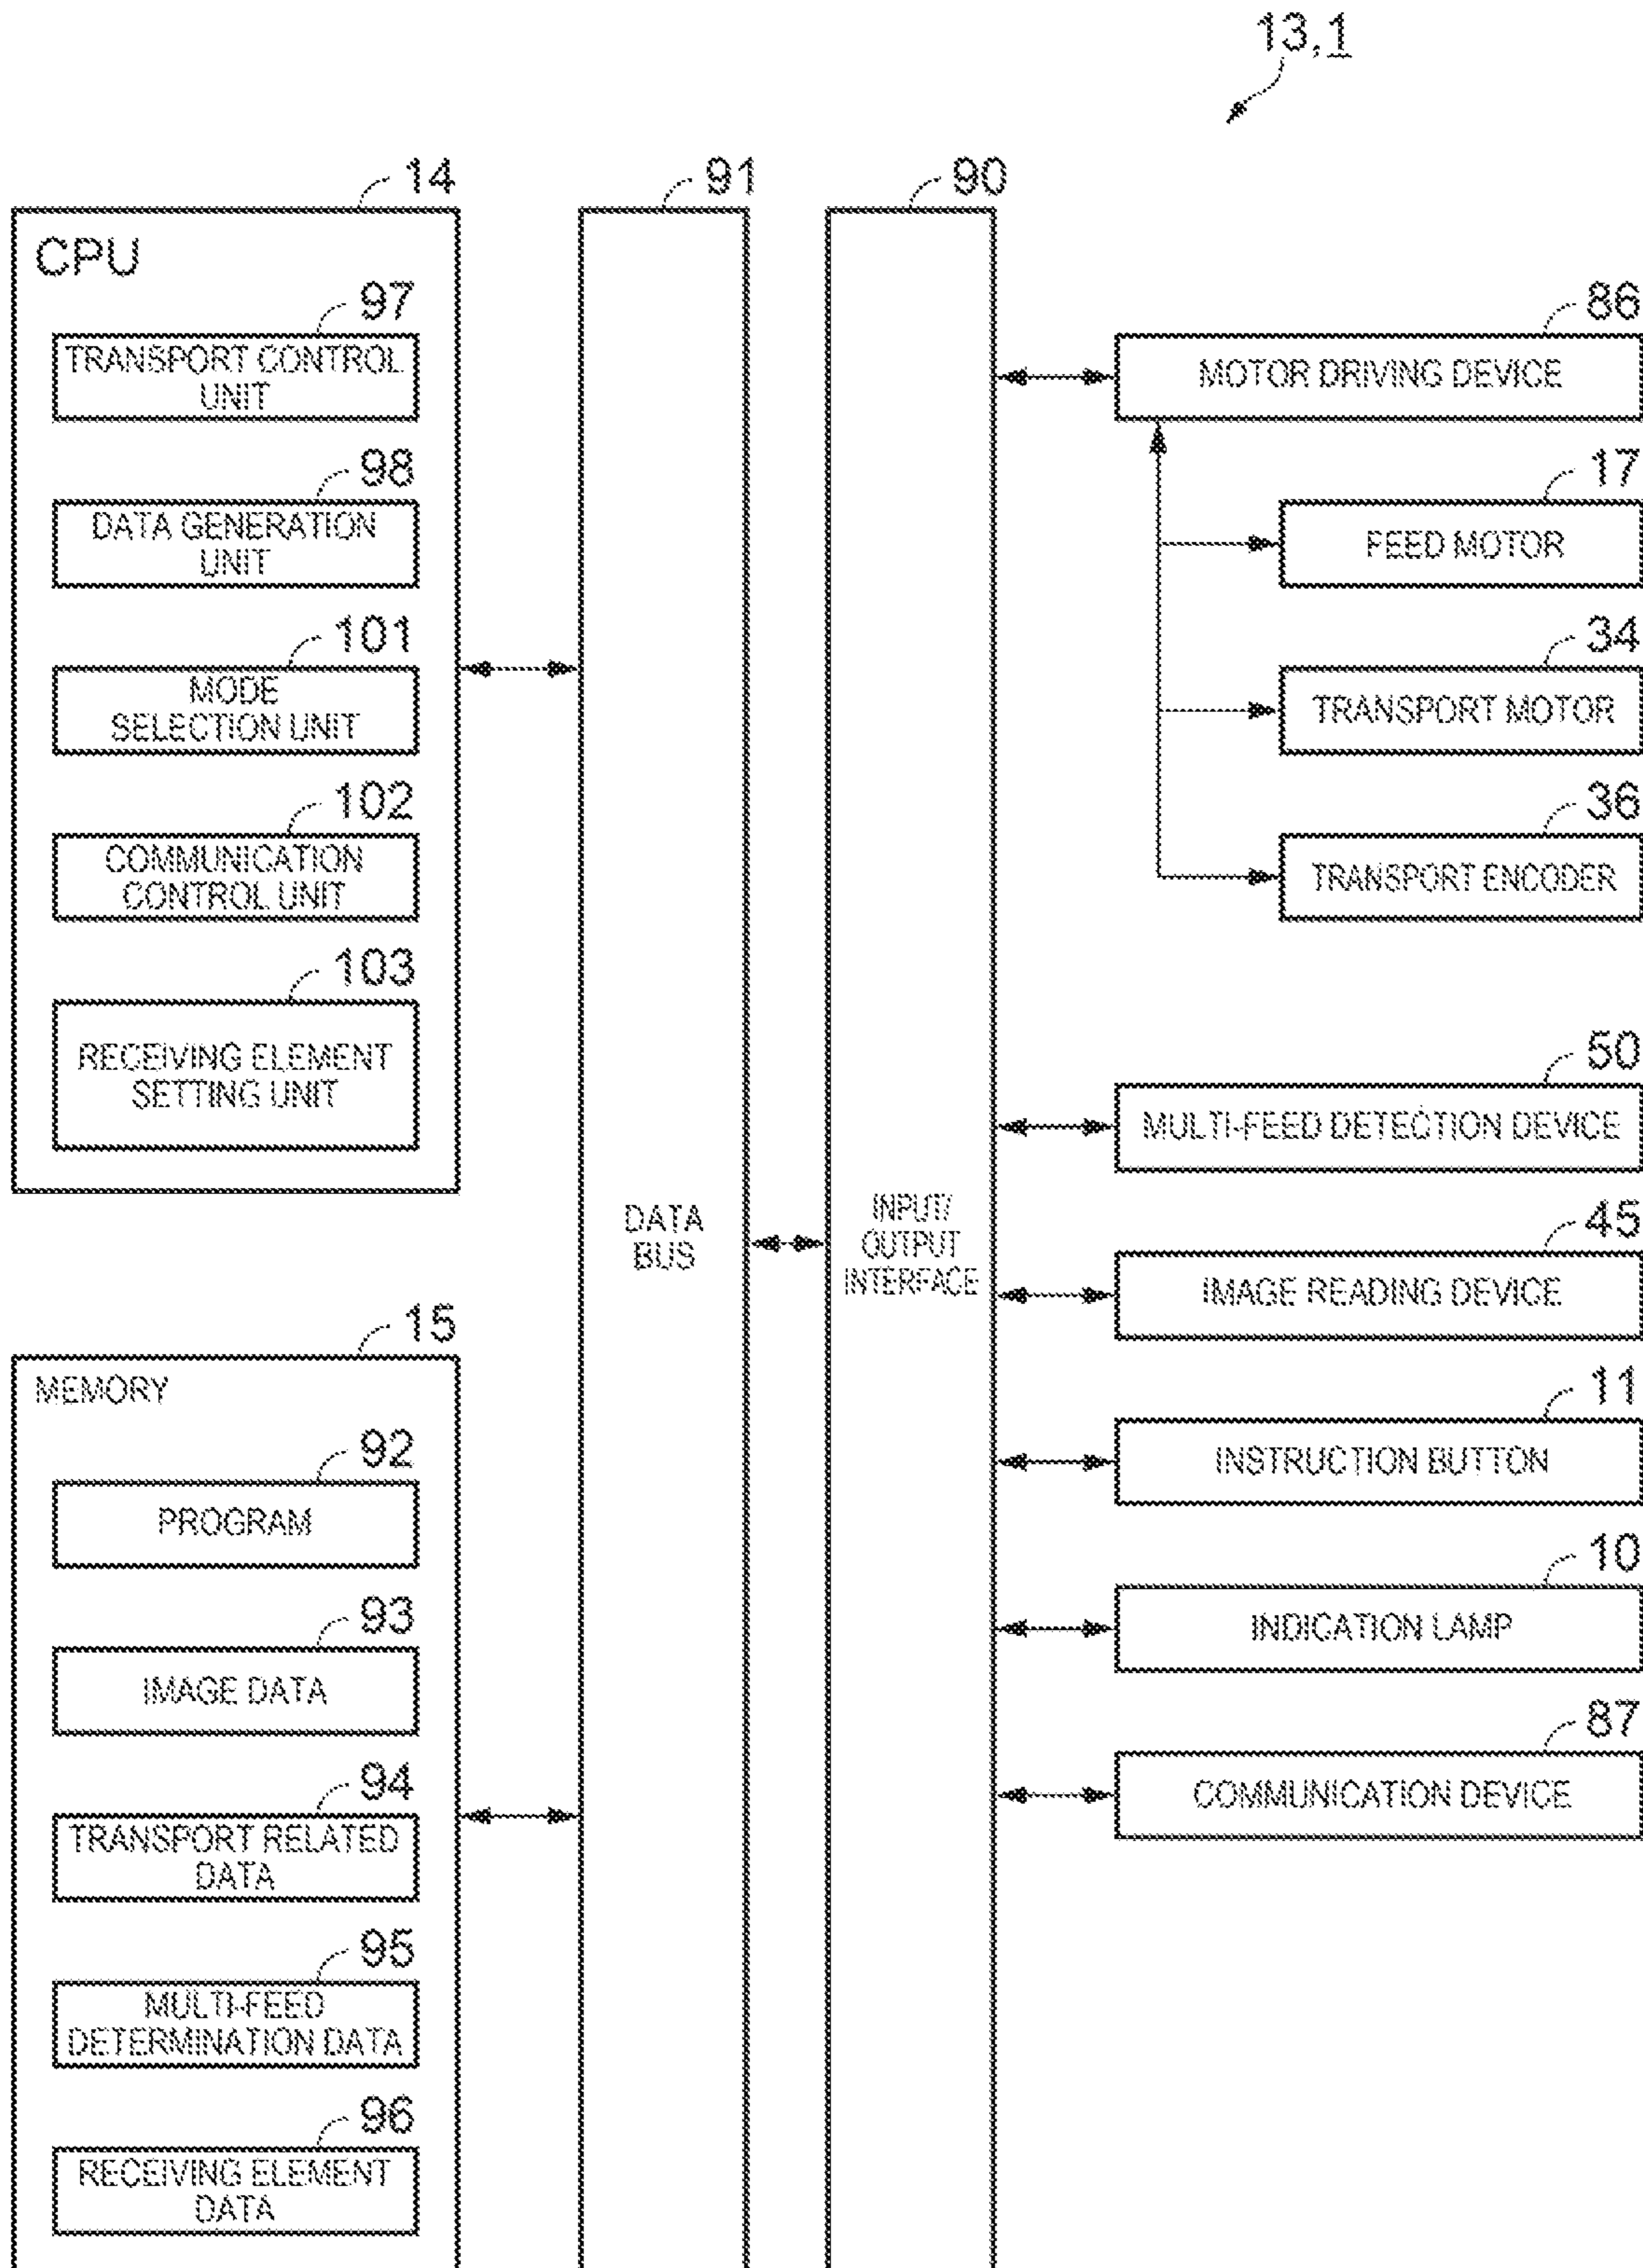 13,1
14
CPU
97
TRANSPORT CONTROL
UNIT
98
DATA GENERATION
UNIT
101
MODE
SELECTION UNIT
102
COMMUNICATION
CONTROL UNIT
103
RECEIVING ELEMENT
SETTING UNIT
15
MEMORY
92
PROGRAM
93
IMAGE DATA
94
TRANSPORT RELATED
DATA
95
MULTI-FEED
DETERMINATION DATA
96
RECEIVING ELEMENT
DATA
91
DATA
BUS
90
INPUT/
OUTPUT
INTERFACE
86
MOTOR DRIVING DEVICE
17
FEED MOTOR
34
TRANSPORT MOTOR
36
TRANSPORT ENCODER
50
MULTI-FEED DETECTION DEVICE
45
IMAGE READING DEVICE
11
INSTRUCTION BUTTON
10
INDICATION LAMP
87
COMMUNICATION DEVICE